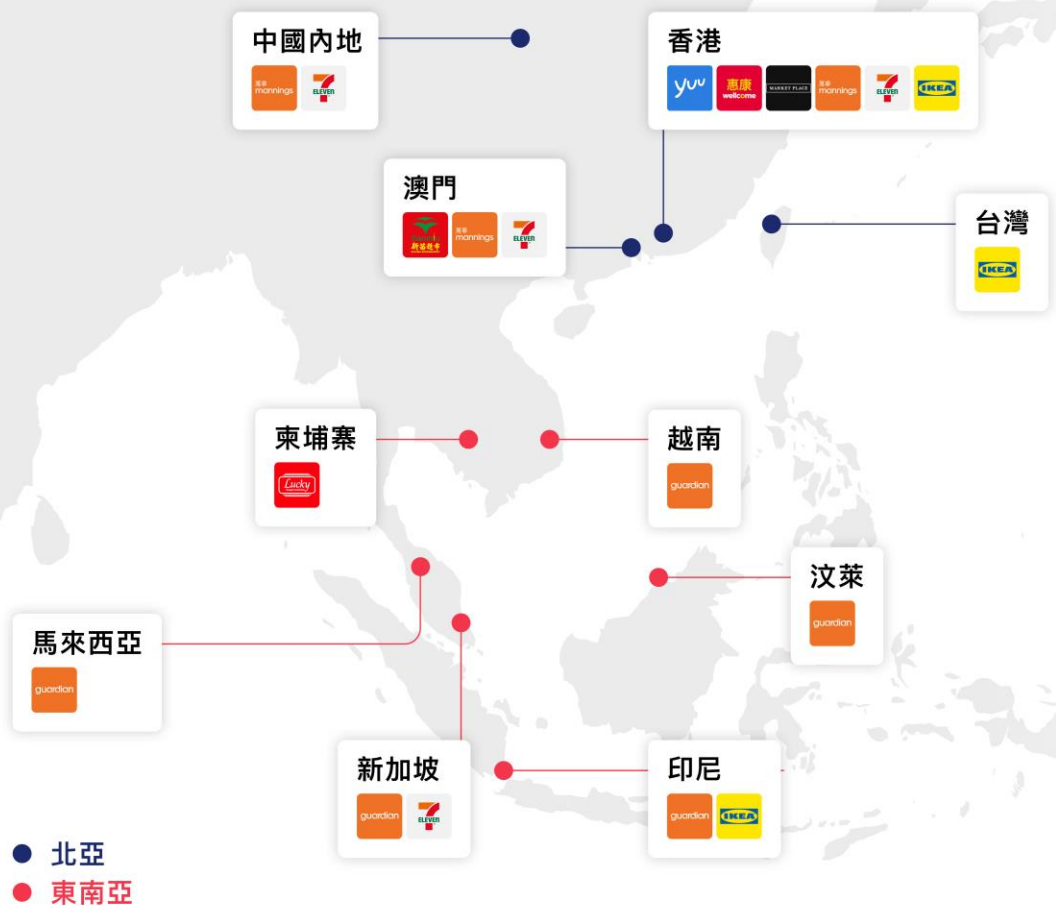 中國內地
萬寧
mannings
7
ELEVEN
香港
yuu
惠康
wellcome
MARKET PLACE
萬寧
mannings
7
ELEVEN
IKEA
澳門
新苗超市
萬寧
mannings
7
ELEVEN
台灣
IKEA
柬埔寨
Lucky
越南
guardian
汶萊
guardian
馬來西亞
guardian
新加坡
guardian
7
ELEVEN
印尼
guardian
IKEA
北亞
東南亞